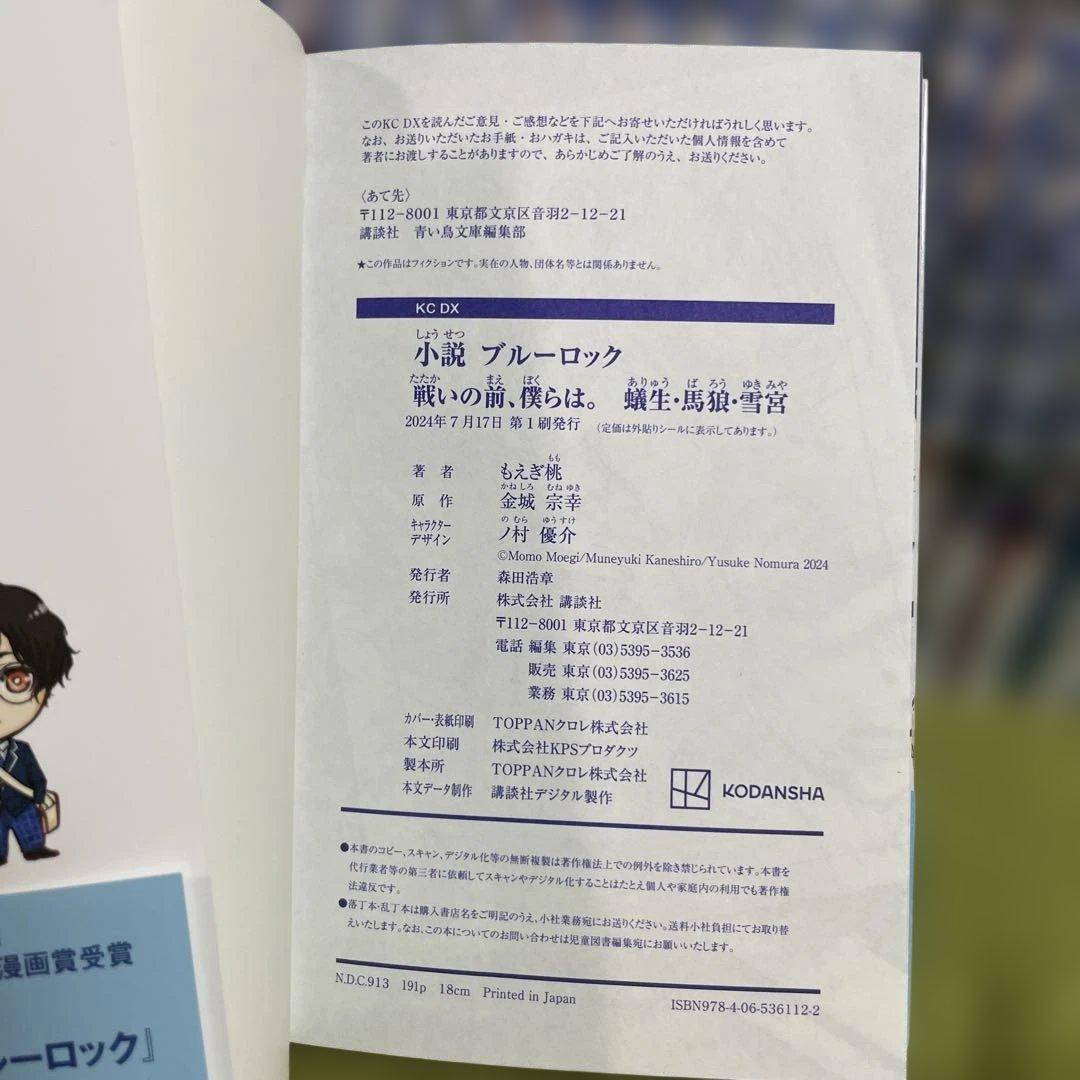 このKC DXを読んだご意見・ご感想などを下記へお寄せいただければうれしく思います。
なお、お送りいただいたお手紙・おハガキは、ご記入いただいた個人情報を含めて
著者にお渡しすることがありますので、あらかじめご了解のうえ、お送りください。
〈あて先〉
〒112-8001 東京都文京区音羽2-12-21
講談社 青い鳥文庫編集部
★この作品はフィクションです。実在の人物、団体名等とは関係ありません。
KC DX
しょう せつ
小説 ブルーロック
たたか まえ ぼく ありゅう ば ろう ゆき みや
戦いの前、僕らは。 蟻生・馬狼・雪宮
2024年7月17日 第1刷発行 (定価は外貼りシールに表示してあります。)
もも
著 者 もえぎ桃
かね しろ むね ゆき
原 作 金城 宗幸
の むら ゆう すけ
キャラクター
デザイン ノ村 優介
©Momo Moegi/Muneyuki Kaneshiro/Yusuke Nomura 2024
発行者 森田浩章
発行所 株式会社 講談社
〒112-8001 東京都文京区音羽2-12-21
電話 編集 東京(03)5395-3536
販売 東京(03)5395-3625
業務 東京(03)5395-3615
カバー・表紙印刷 TOPPANクロレ株式会社
本文印刷 株式会社KPSプロダクツ
製本所 TOPPANクロレ株式会社
本文データ制作 講談社デジタル製作
KODANSHA
●本書のコピー、スキャン、デジタル化等の無断複製は著作権法上での例外を除き禁じられています。本書を
代行業者等の第三者に依頼してスキャンやデジタル化することはたとえ個人や家庭内の利用でも著作権
法違反です。
●落丁本・乱丁本は購入書店名をご明記のうえ、小社業務宛にお送りください。送料小社負担にてお取り替
えいたします。なお、この本についてのお問い合わせは児童図書編集宛にお願いいたします。
N.D.C.913 191p 18cm Printed in Japan
ISBN978-4-06-536112-2
漫画賞受賞
ルーロック』